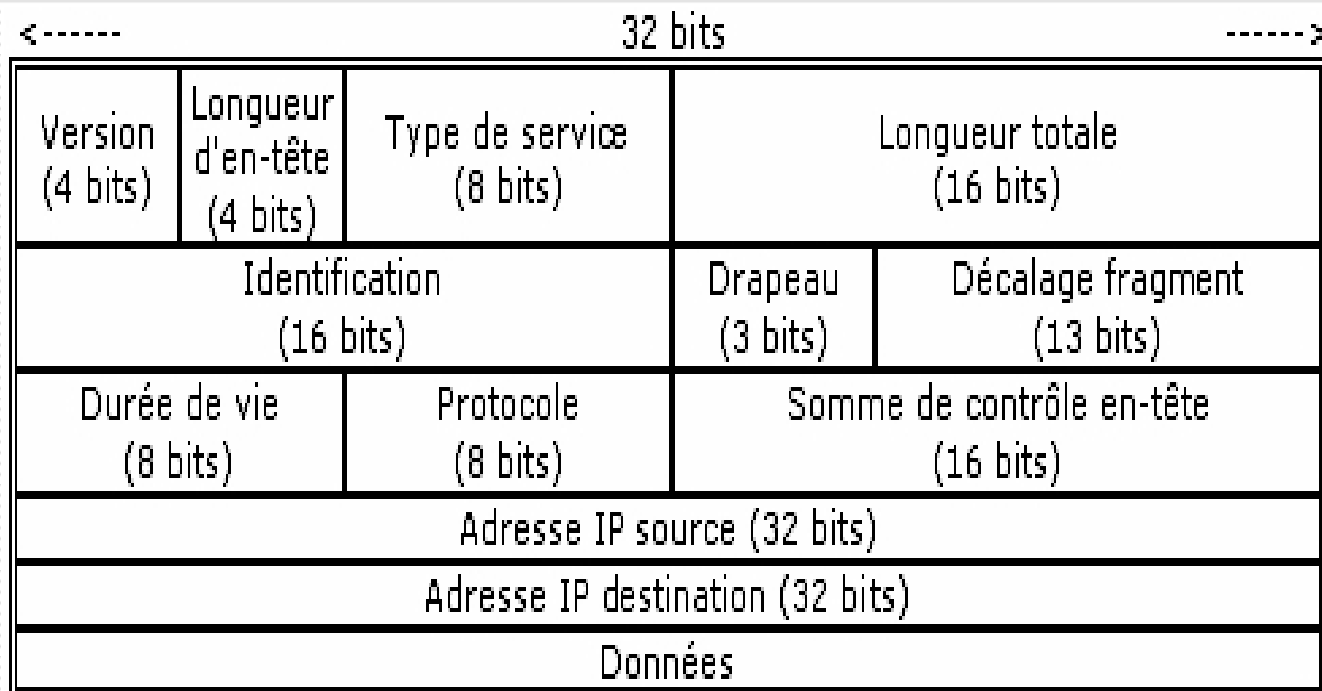 <------ 32 bits ------>
Version
(4 bits)
Longueur
d'en-tête
(4 bits)
Type de service
(8 bits)
Longueur totale
(16 bits)
Identification
(16 bits)
Drapeau
(3 bits)
Décalage fragment
(13 bits)
Durée de vie
(8 bits)
Protocole
(8 bits)
Somme de contrôle en-tête
(16 bits)
Adresse IP source (32 bits)
Adresse IP destination (32 bits)
Données